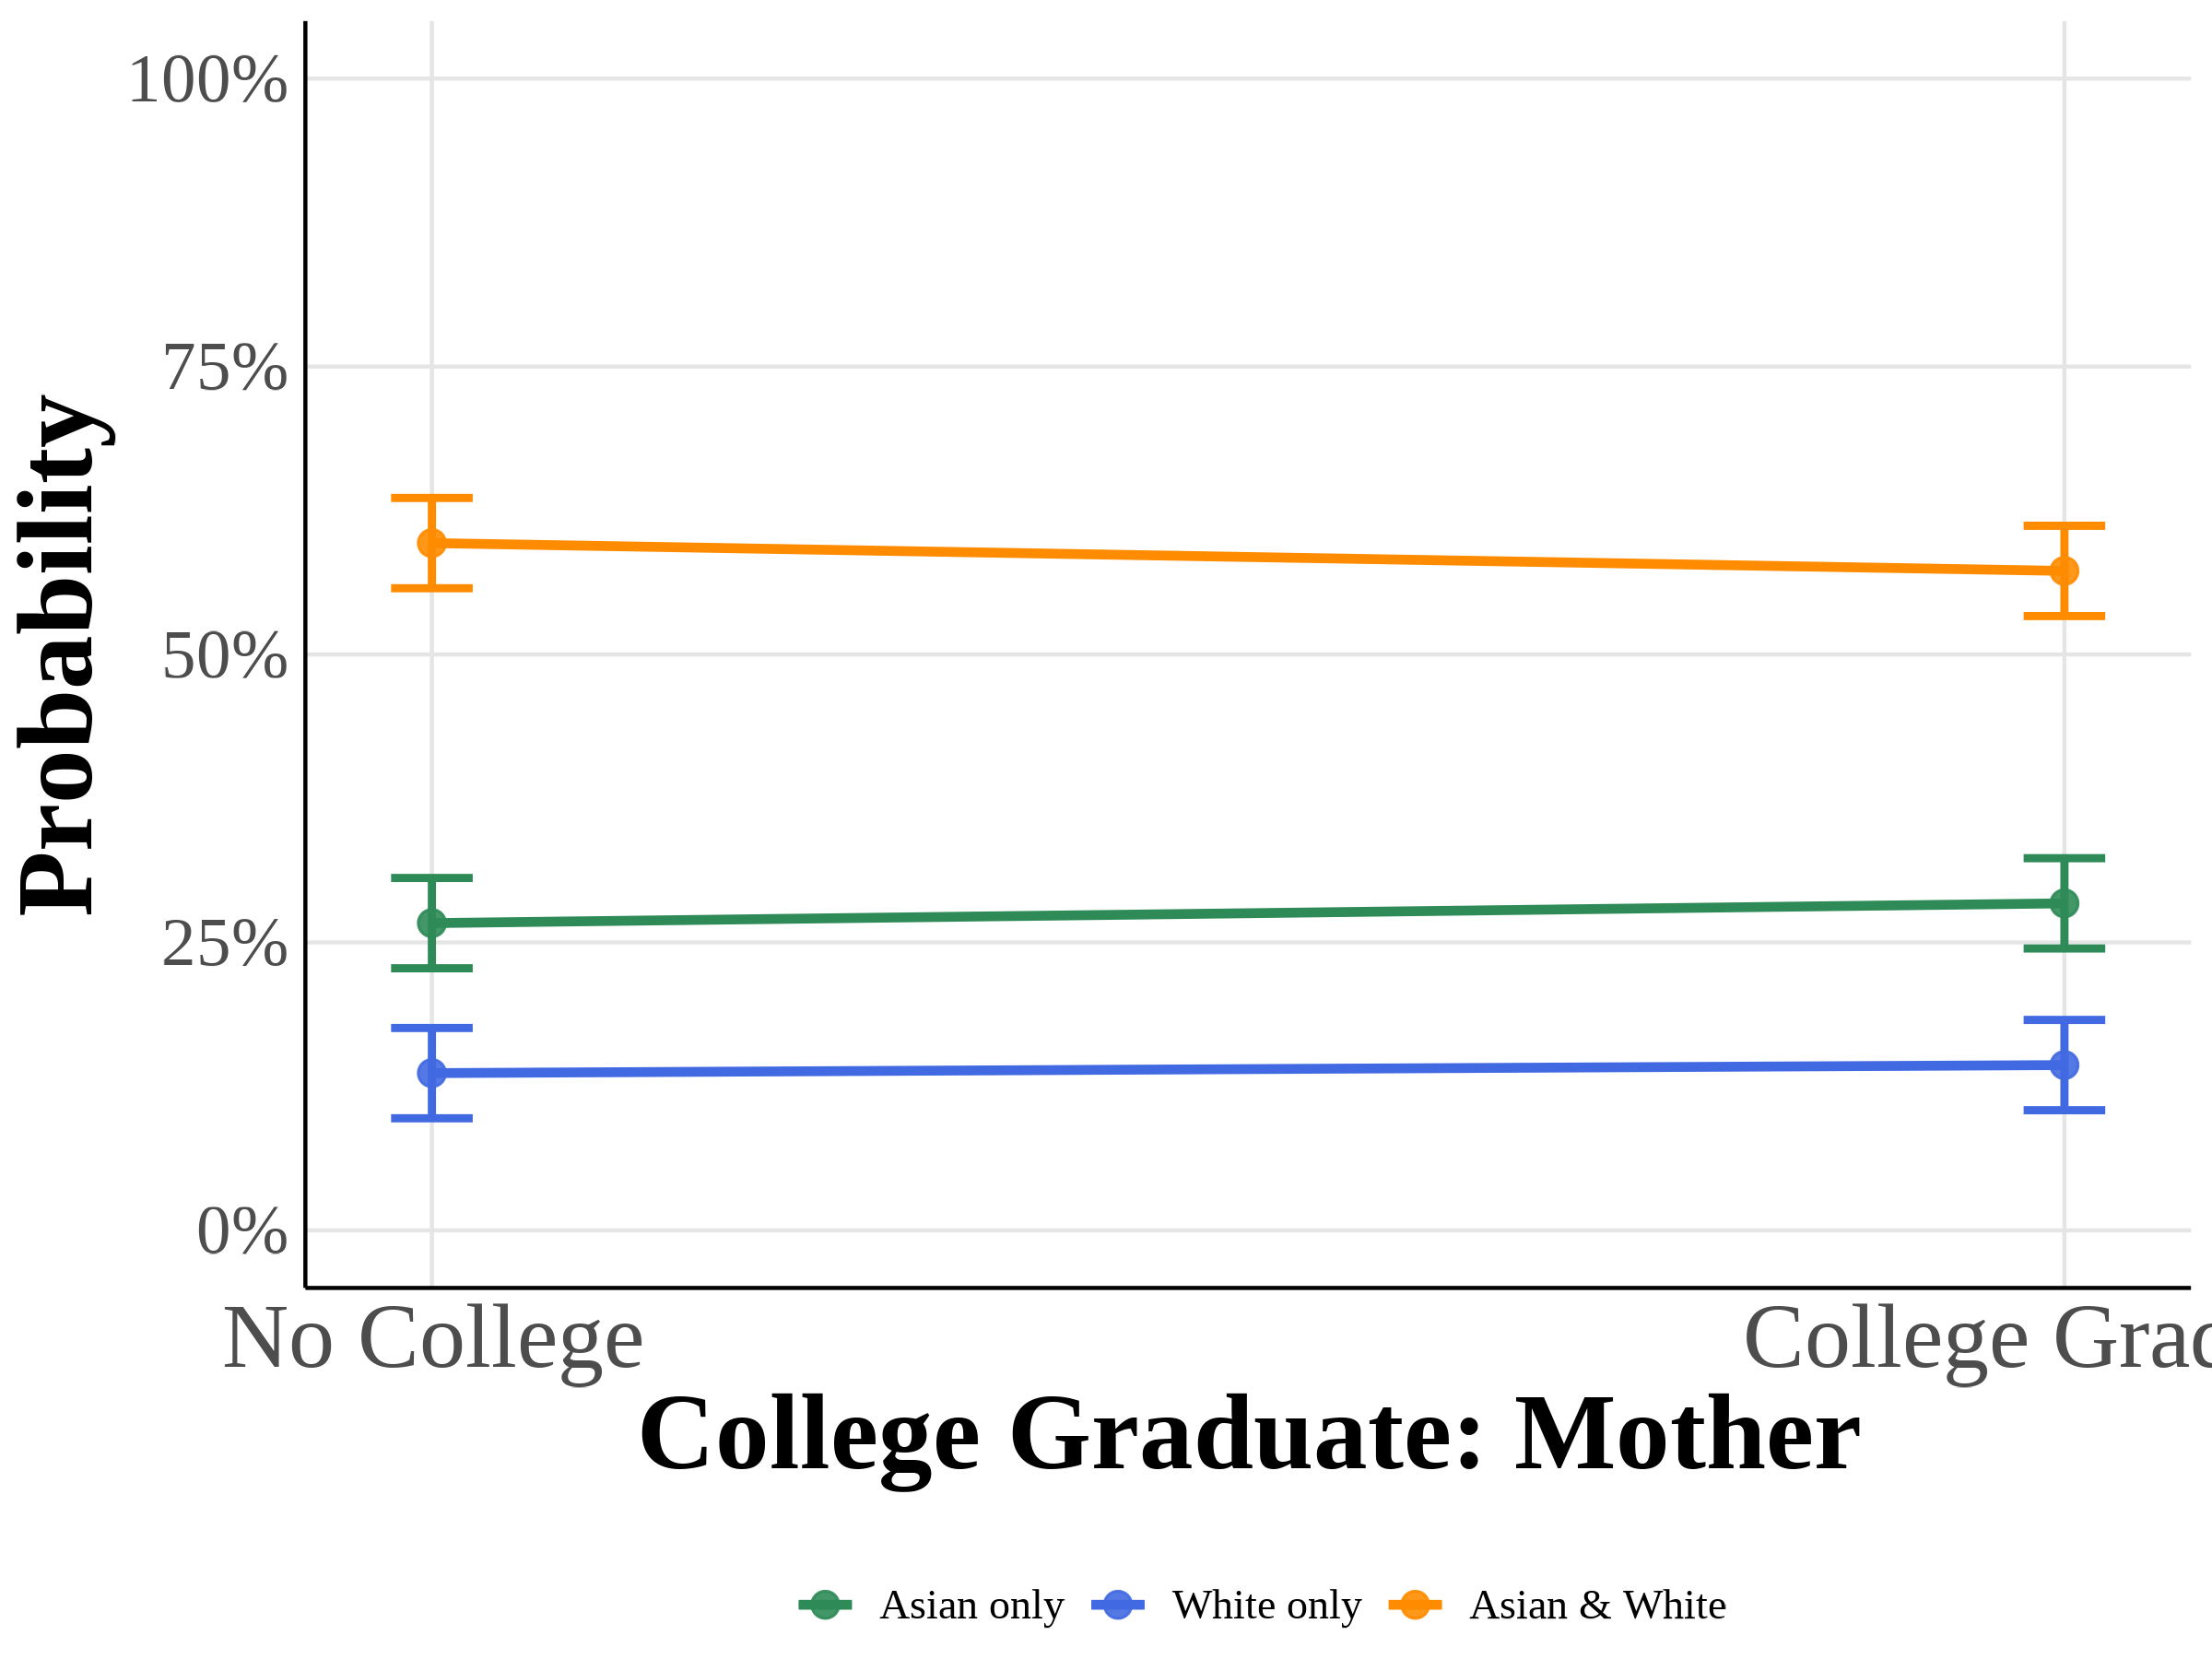 Probability
100%
75%
50%
25%
0%
No College
College Grad
College Graduate: Mother
Asian only
White only
Asian & White